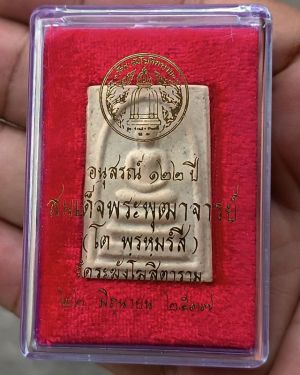 อนุสรณ์ ๑๒๒ ปี
สมเด็จพระพุฒาจารย์
(โต พรหมรังสี)
วัดระฆังโฆสิตาราม
๒๒ มิถุนายน ๒๕๓๗